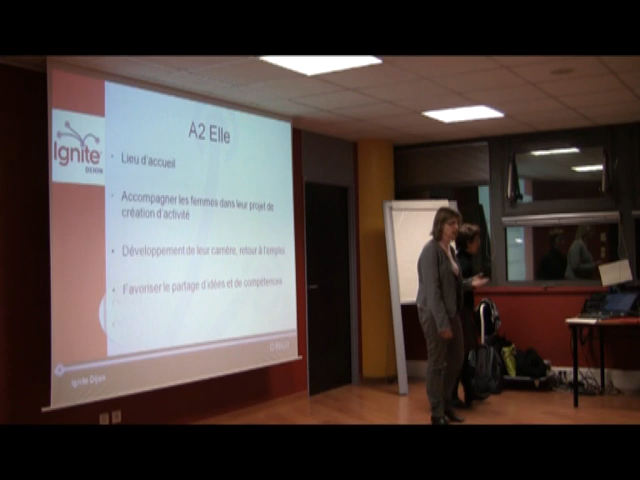 A2 Elle
Ignite
DIJON
• Lieu d'accueil
• Accompagner les femmes dans leur projet de
création d'activité
• Développement de leur carrière, retour à l'emploi
• Favoriser le partage d'idées et de compétences
Ignite Dijon